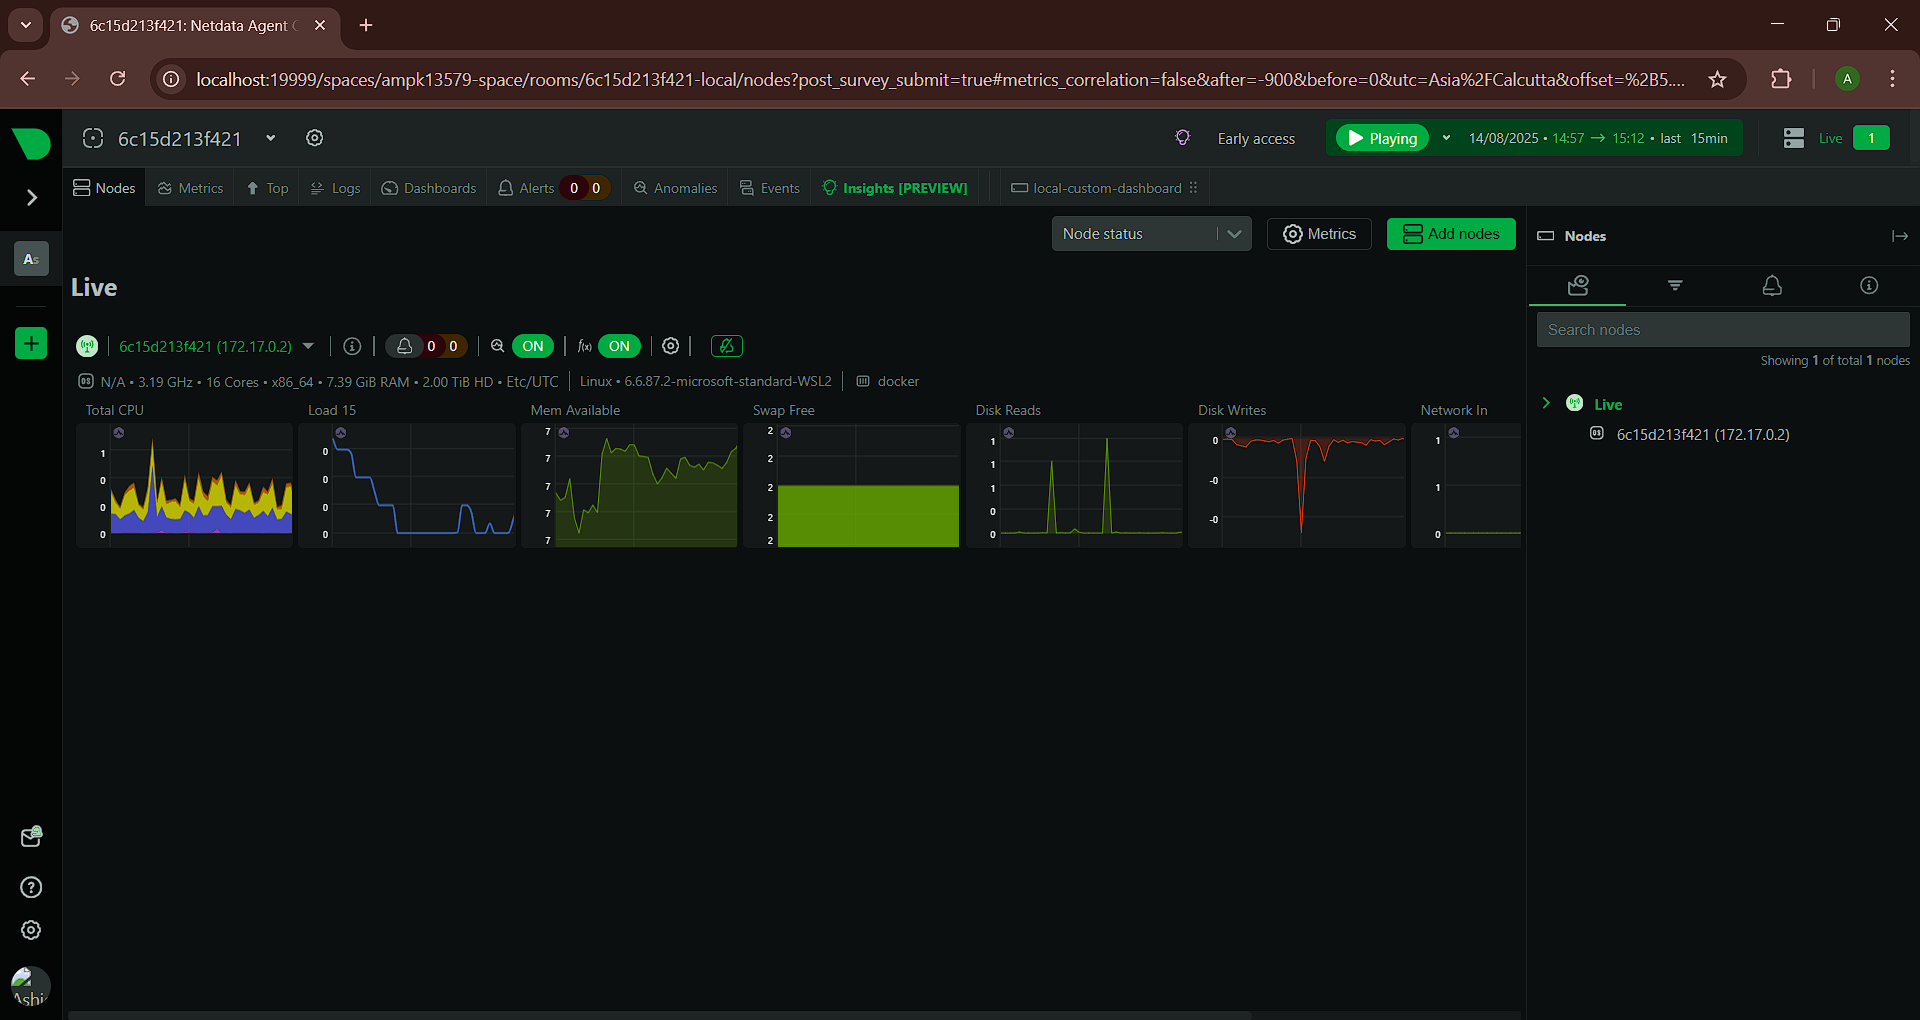 6c15d213f421: Netdata Agent
localhost:19999/spaces/ampk13579-space/rooms/6c15d213f421-local/nodes?post_survey_submit=true#metrics_correlation=false&after=-900&before=0&utc=Asia%2FCalcutta&offset=%2B5....
A
6c15d213f421
Early access
Playing
14/08/2025 • 14:57 → 15:12 • last 15min
Live
1
Nodes
Metrics
Top
Logs
Dashboards
Alerts 0 0
Anomalies
Events
Insights [PREVIEW]
local-custom-dashboard
As
Node status
Metrics
Add nodes
Live
6c15d213f421 (172.17.0.2)
0 0
ON
f(x) ON
OS N/A • 3.19 GHz • 16 Cores • x86_64 • 7.39 GiB RAM • 2.00 TiB HD • Etc/UTC
Linux • 6.6.87.2-microsoft-standard-WSL2
docker
Total CPU
1
0
0
0
Load 15
0
0
0
0
Mem Available
7
7
7
7
7
Swap Free
2
2
2
2
2
Disk Reads
1
1
1
0
0
Disk Writes
0
-0
-0
Network In
1
1
0
Nodes
Search nodes
Showing 1 of total 1 nodes
Live
OS 6c15d213f421 (172.17.0.2)
Ashi